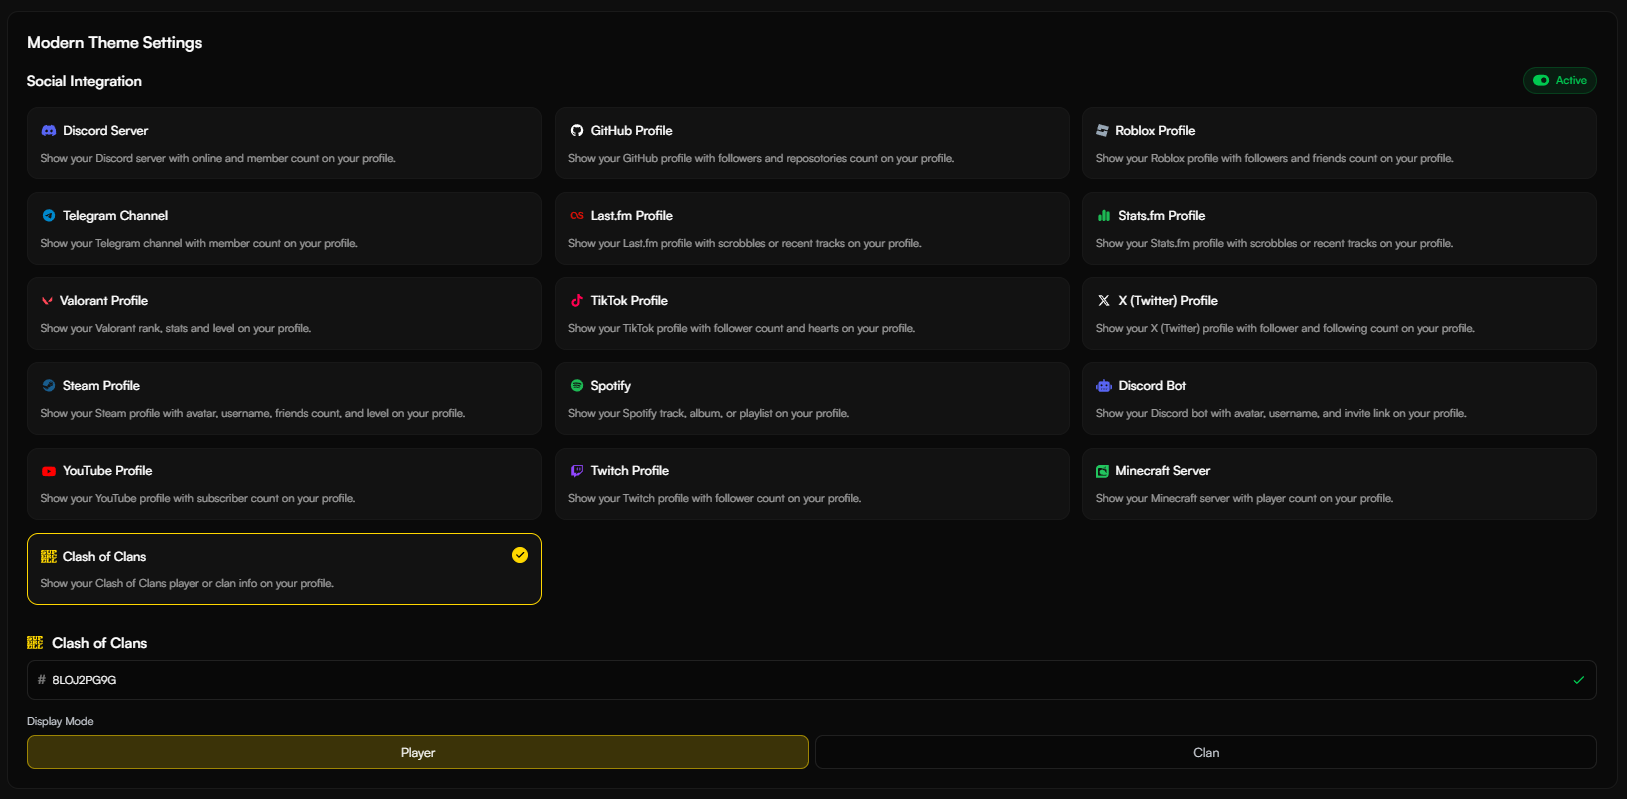 Modern Theme Settings
Social Integration
Active
Discord Server
Show your Discord server with online and member count on your profile.
GitHub Profile
Show your GitHub profile with followers and reposotories count on your profile.
Roblox Profile
Show your Roblox profile with followers and friends count on your profile.
Telegram Channel
Show your Telegram channel with member count on your profile.
Last.fm Profile
Show your Last.fm profile with scrobbles or recent tracks on your profile.
Stats.fm Profile
Show your Stats.fm profile with scrobbles or recent tracks on your profile.
Valorant Profile
Show your Valorant rank, stats and level on your profile.
TikTok Profile
Show your TikTok profile with follower count and hearts on your profile.
X (Twitter) Profile
Show your X (Twitter) profile with follower and following count on your profile.
Steam Profile
Show your Steam profile with avatar, username, friends count, and level on your profile.
Spotify
Show your Spotify track, album, or playlist on your profile.
Discord Bot
Show your Discord bot with avatar, username, and invite link on your profile.
YouTube Profile
Show your YouTube profile with subscriber count on your profile.
Twitch Profile
Show your Twitch profile with follower count on your profile.
Minecraft Server
Show your Minecraft server with player count on your profile.
Clash of Clans
Show your Clash of Clans player or clan info on your profile.
Clash of Clans
# 8LOJ2PG9G
Display Mode
Player
Clan